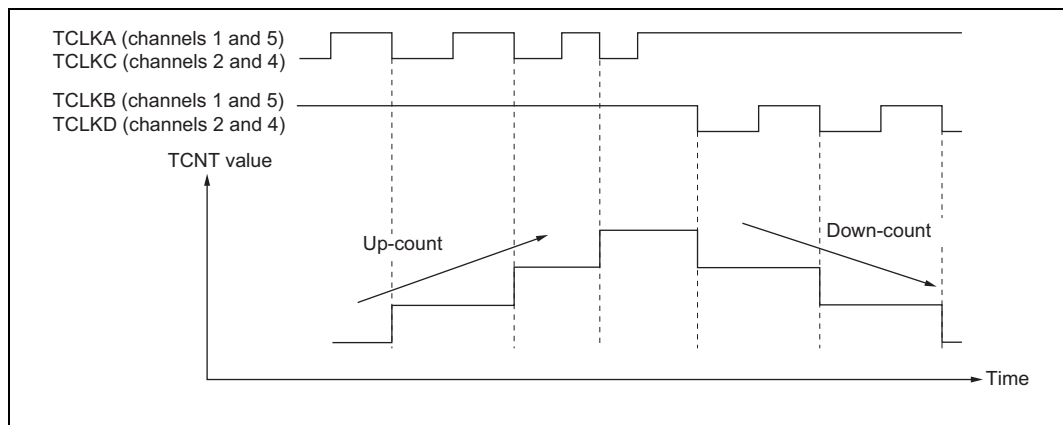 TCLKA (channels 1 and 5)
TCLKC (channels 2 and 4)
TCLKB (channels 1 and 5)
TCLKD (channels 2 and 4)
TCNT value
Up-count
Down-count
Time